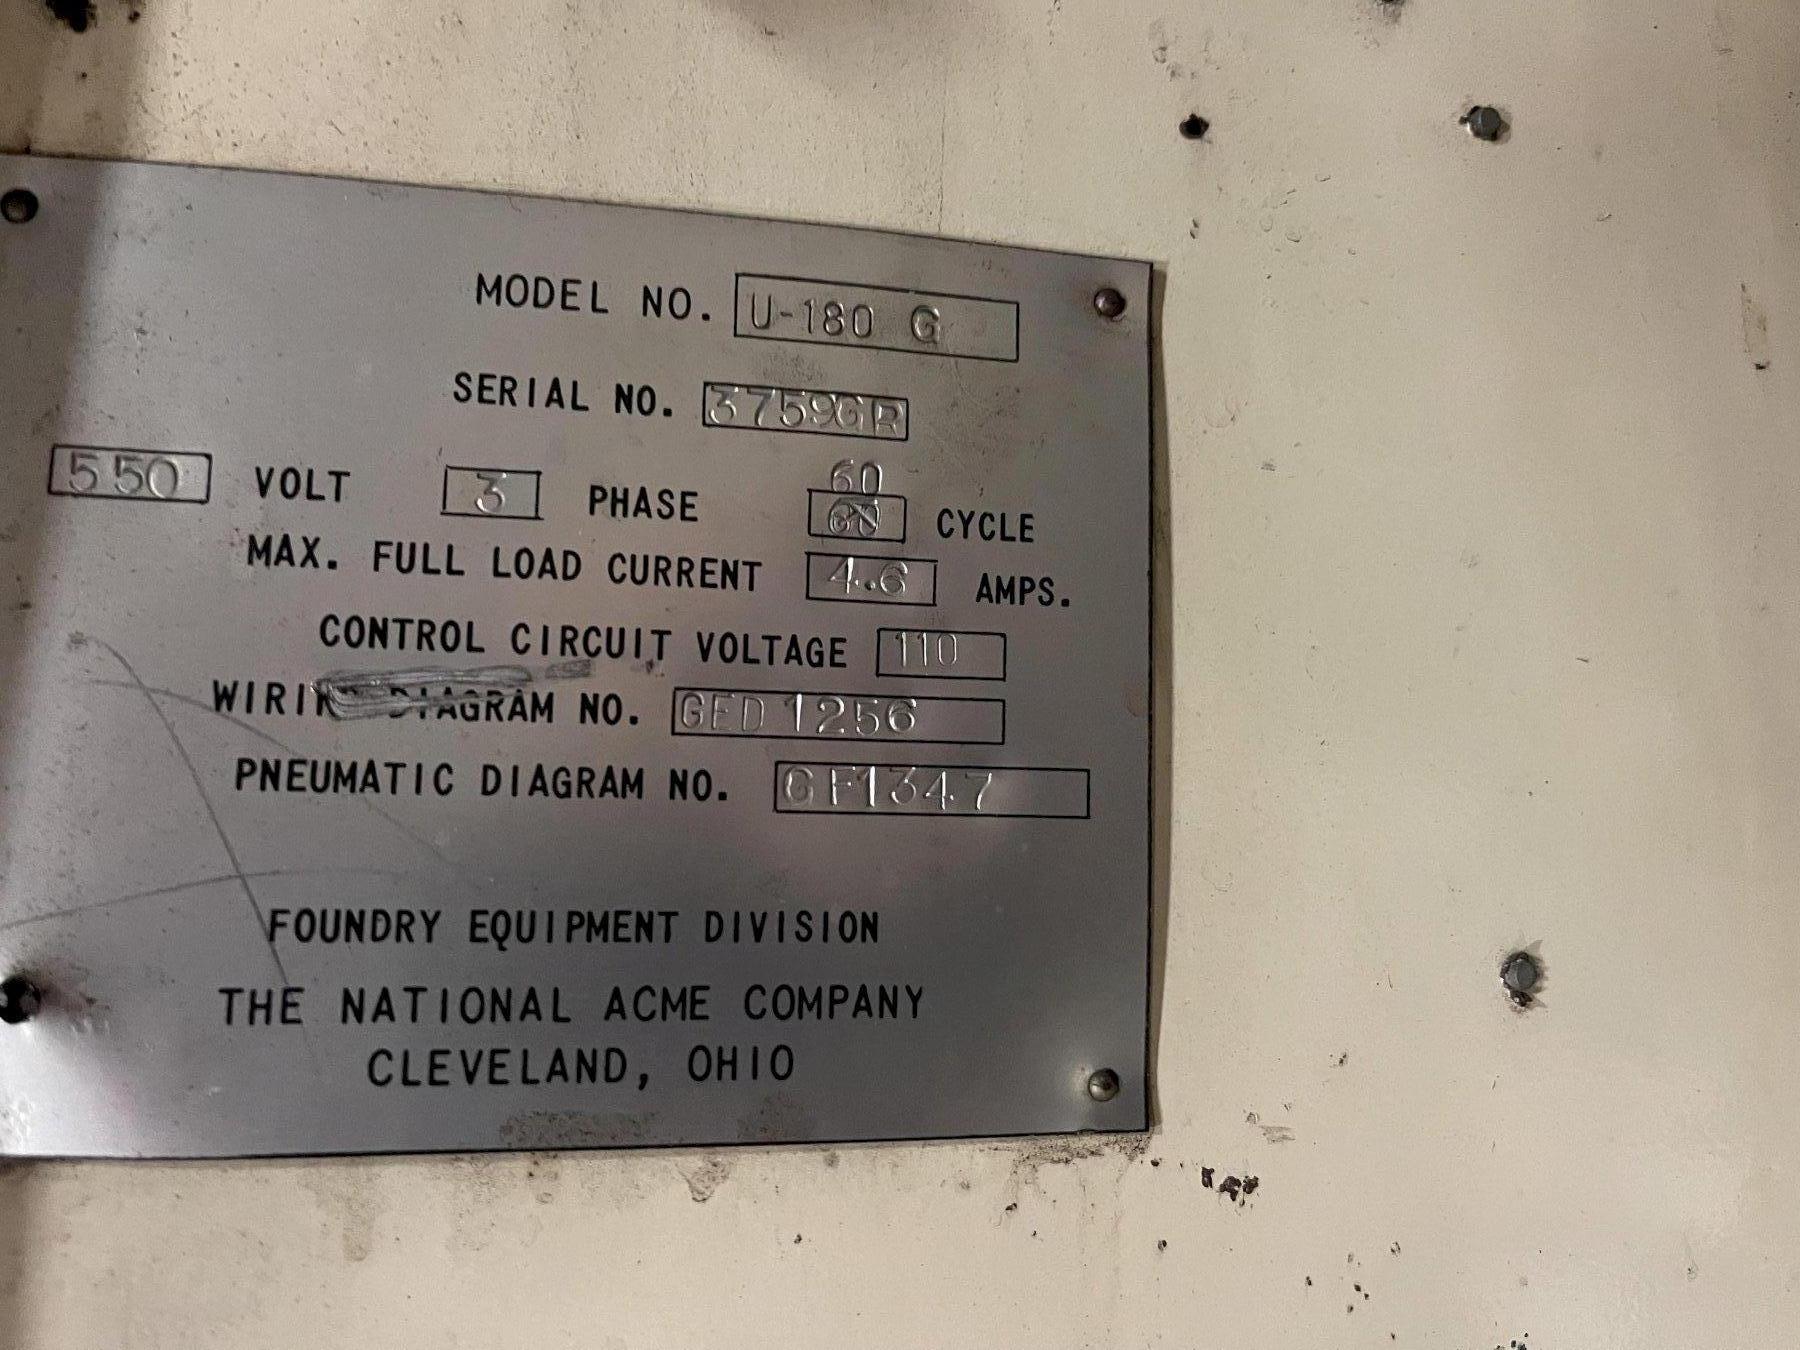 MODEL NO. U-180 G
SERIAL NO. 3759GR
60
550 VOLT 3 PHASE 60 CYCLE
MAX. FULL LOAD CURRENT 4.6 AMPS.
CONTROL CIRCUIT VOLTAGE 110
DIAGRAM NO. GED 1256
PNEUMATIC DIAGRAM NO. GF1347
FOUNDRY EQUIPMENT DIVISION
THE NATIONAL ACME COMPANY
CLEVELAND, OHIO